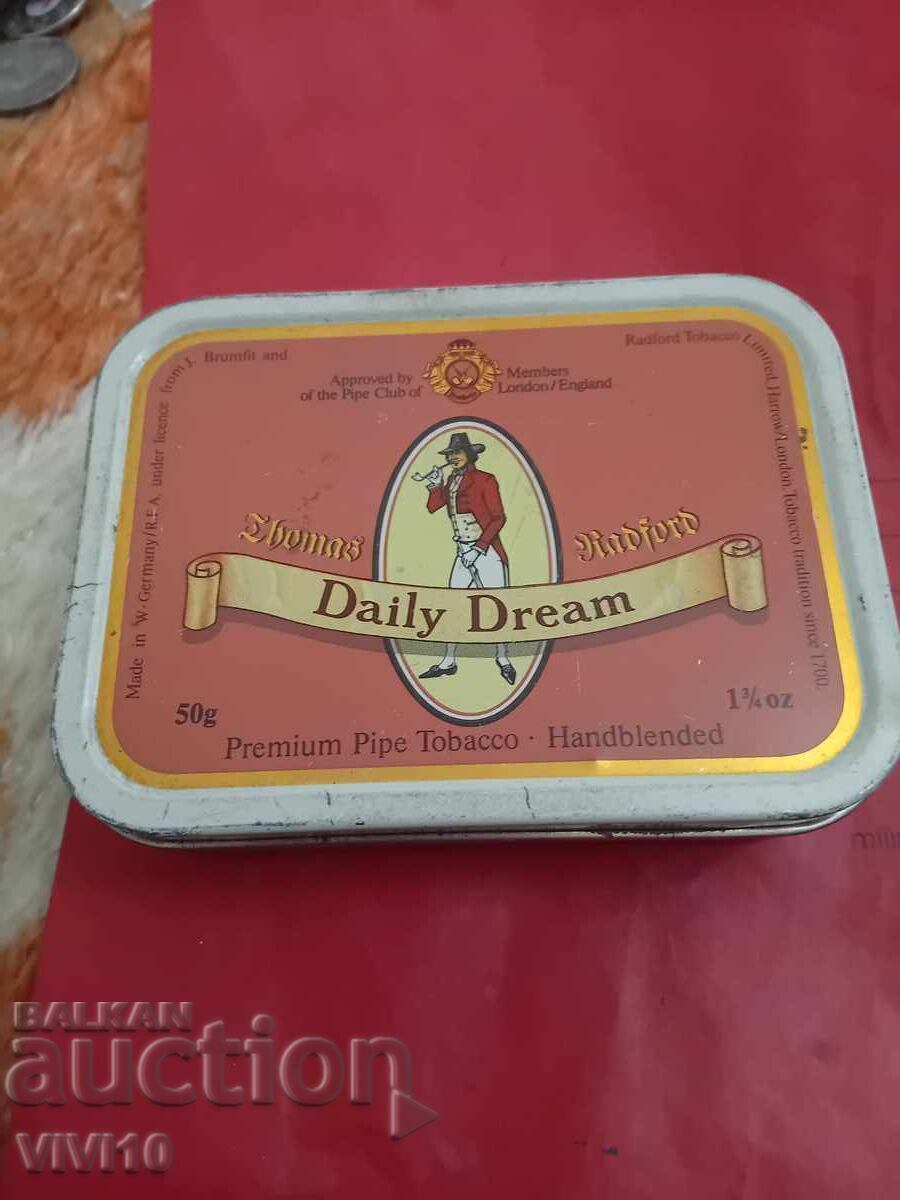 Made in W-Germany/R.F.A. under licence from J. Brumfit and
Radford Tobacco Limited, Harrow/London. Tobacco tradition since 1700.
Approved by Members
of the Pipe Club of London/England
Thomas Radford
Daily Dream
50g
1¾ oz
Premium Pipe Tobacco · Handblended
BALKAN
auction
VIVI10